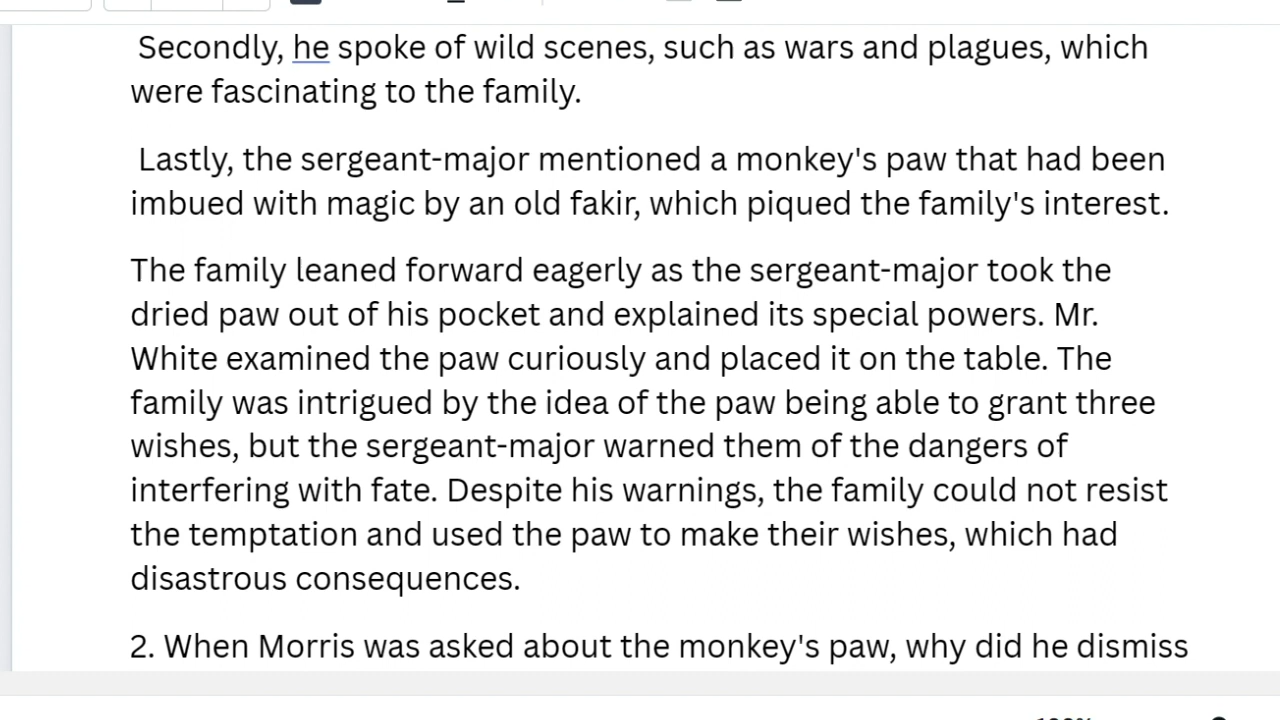 Secondly, he spoke of wild scenes, such as wars and plagues, which
were fascinating to the family.
Lastly, the sergeant-major mentioned a monkey's paw that had been
imbued with magic by an old fakir, which piqued the family's interest.
The family leaned forward eagerly as the sergeant-major took the
dried paw out of his pocket and explained its special powers. Mr.
White examined the paw curiously and placed it on the table. The
family was intrigued by the idea of the paw being able to grant three
wishes, but the sergeant-major warned them of the dangers of
interfering with fate. Despite his warnings, the family could not resist
the temptation and used the paw to make their wishes, which had
disastrous consequences.
2. When Morris was asked about the monkey's paw, why did he dismiss